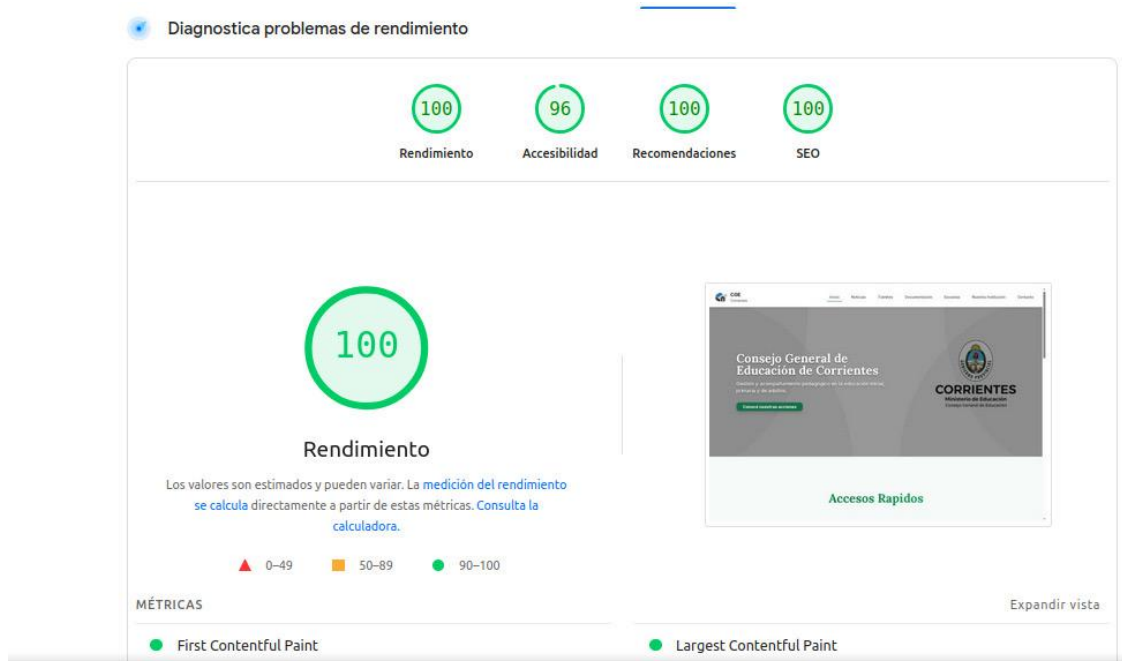 Diagnostica problemas de rendimiento
100
96
100
100
Rendimiento
Accesibilidad
Recomendaciones
SEO
100
Rendimiento
Los valores son estimados y pueden variar. La medición del rendimiento
se calcula directamente a partir de estas métricas. Consulta la
calculadora.
0–49
50–89
90–100
CGE
Consejo General de
Educación de Corrientes
CORRIENTES
Ministerio de Educación
Consejo General de Educación
Accesos Rapidos
MÉTRICAS
Expandir vista
First Contentful Paint
Largest Contentful Paint